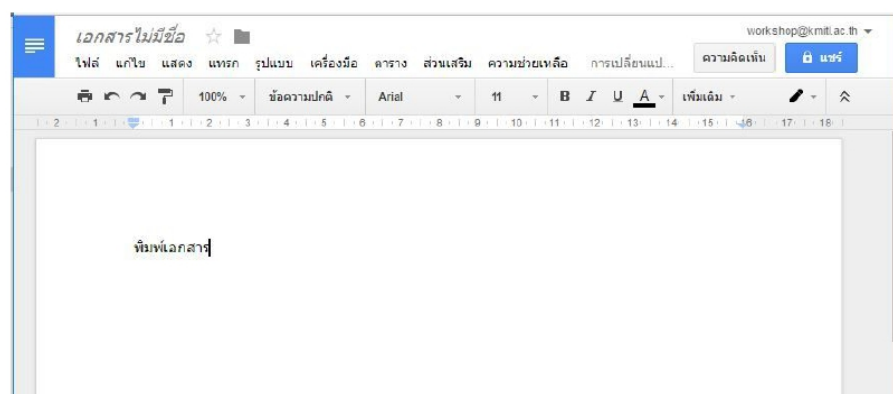 เอกสารไม่มีชื่อ
workshop@kmitl.ac.th
ไฟล์ แก้ไข แสดง แทรก รูปแบบ เครื่องมือ ตาราง ส่วนเสริม ความช่วยเหลือ การเปลี่ยนแป... ความคิดเห็น แชร์
100% ข้อความปกติ Arial 11 B I U A เพิ่มเติม
2 1 1 2 3 4 5 6 7 8 9 10 11 12 13 14 15 16 17 18
พิมพ์เอกสาร